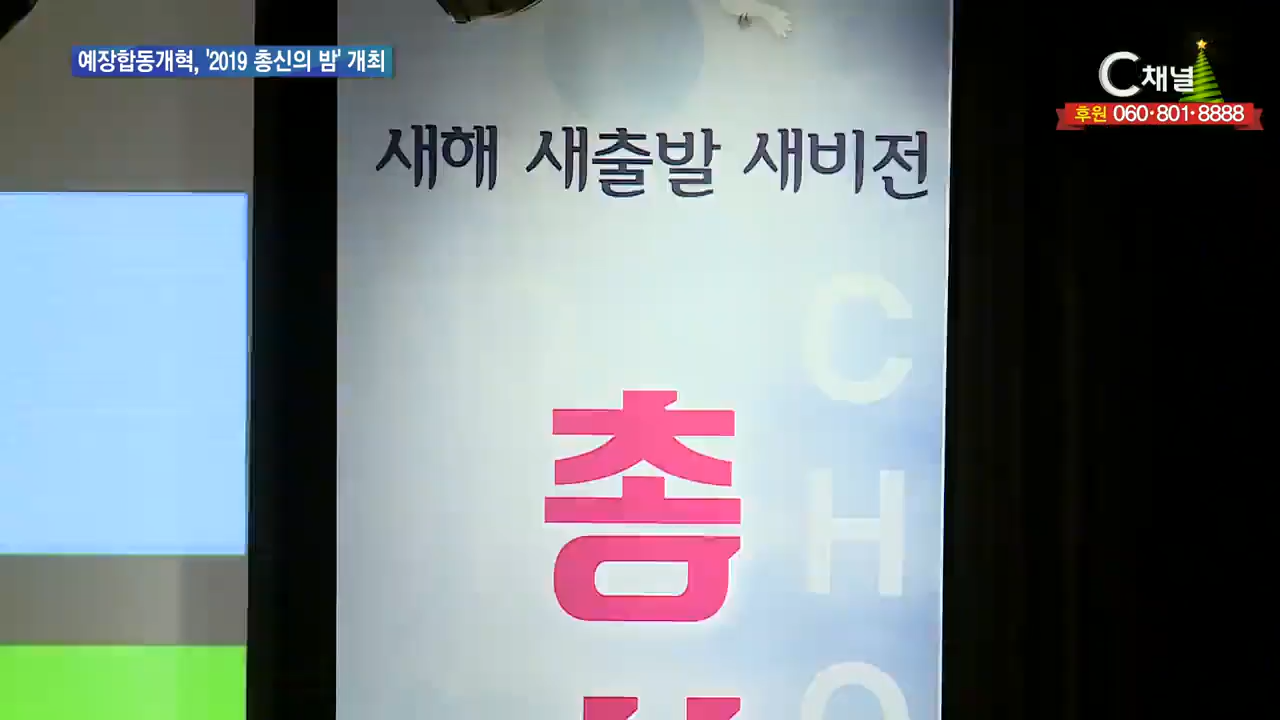 예장합동개혁, '2019 총신의 밤' 개최
C채널
후원 060·801·8888
새해 새출발 새비전
총
C
H